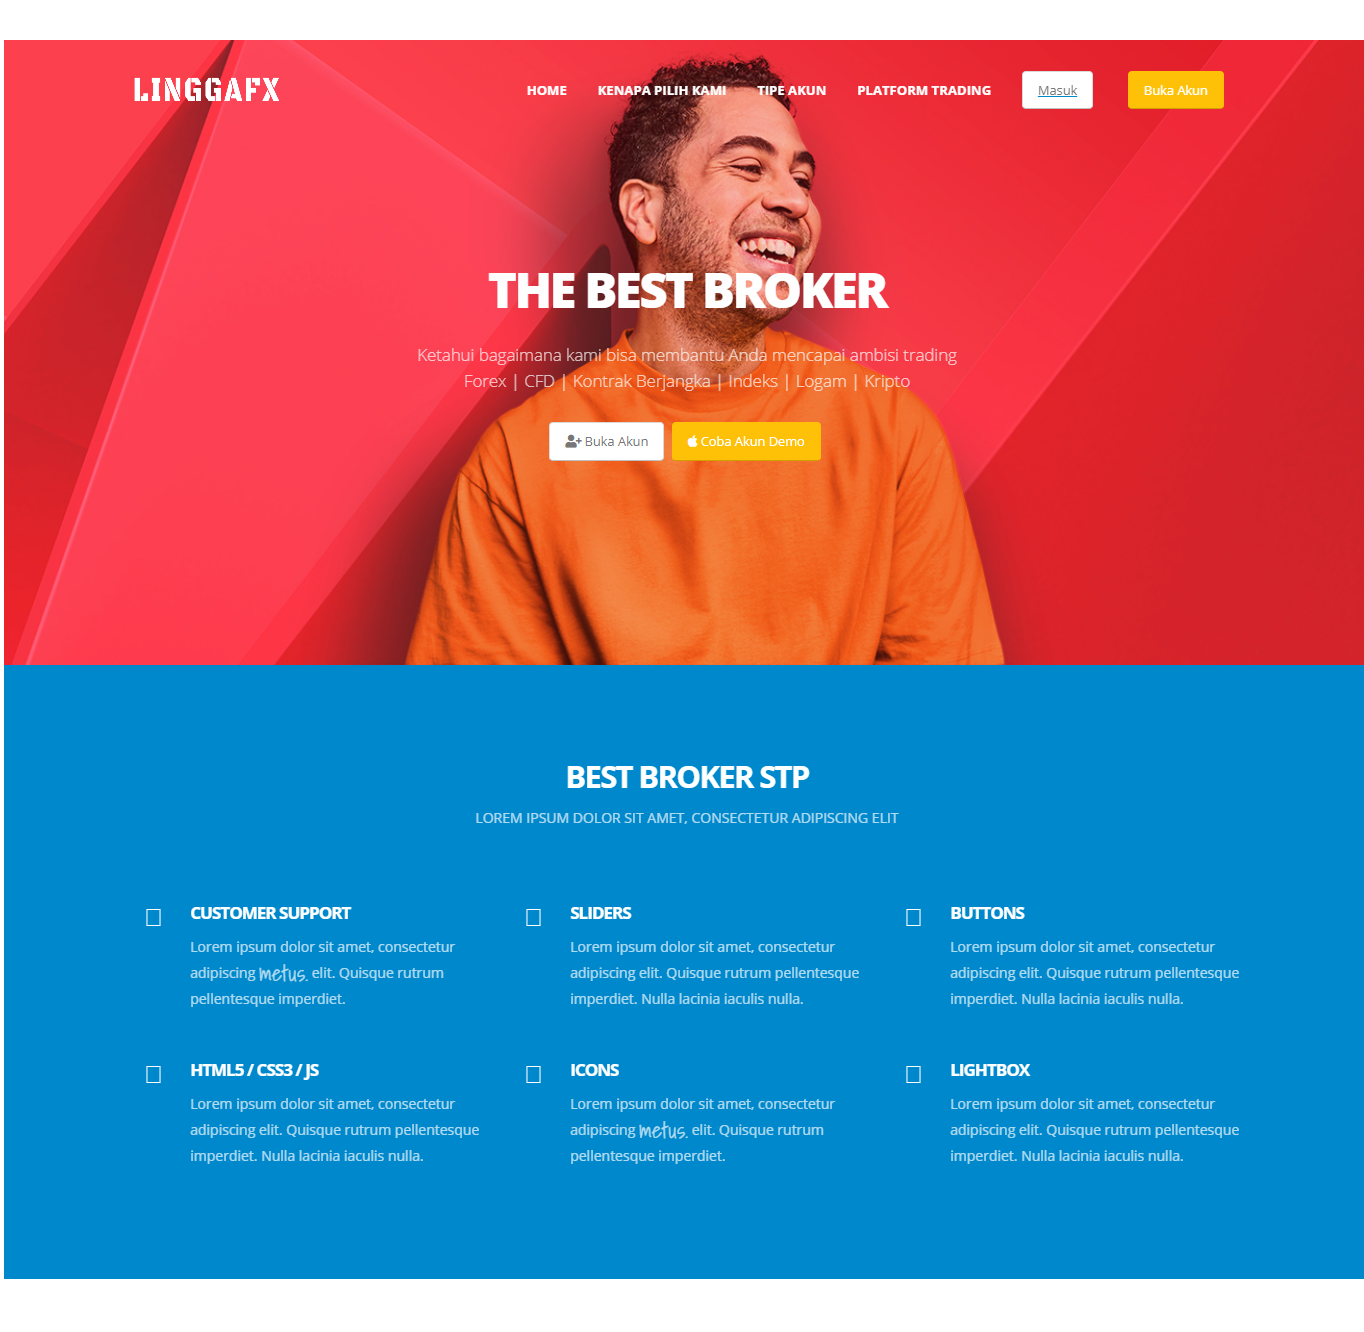 LINGGAFX
HOME KENAPA PILIH KAMI TIPE AKUN PLATFORM TRADING Masuk Buka Akun
THE BEST BROKER
Ketahui bagaimana kami bisa membantu Anda mencapai ambisi trading
Forex | CFD | Kontrak Berjangka | Indeks | Logam | Kripto
Buka Akun Coba Akun Demo
BEST BROKER STP
LOREM IPSUM DOLOR SIT AMET, CONSECTETUR ADIPISCING ELIT
CUSTOMER SUPPORT
Lorem ipsum dolor sit amet, consectetur
adipiscing metus. elit. Quisque rutrum
pellentesque imperdiet.
SLIDERS
Lorem ipsum dolor sit amet, consectetur
adipiscing elit. Quisque rutrum pellentesque
imperdiet. Nulla lacinia iaculis nulla.
BUTTONS
Lorem ipsum dolor sit amet, consectetur
adipiscing elit. Quisque rutrum pellentesque
imperdiet. Nulla lacinia iaculis nulla.
HTML5 / CSS3 / JS
Lorem ipsum dolor sit amet, consectetur
adipiscing elit. Quisque rutrum pellentesque
imperdiet. Nulla lacinia iaculis nulla.
ICONS
Lorem ipsum dolor sit amet, consectetur
adipiscing metus. elit. Quisque rutrum
pellentesque imperdiet.
LIGHTBOX
Lorem ipsum dolor sit amet, consectetur
adipiscing elit. Quisque rutrum pellentesque
imperdiet. Nulla lacinia iaculis nulla.